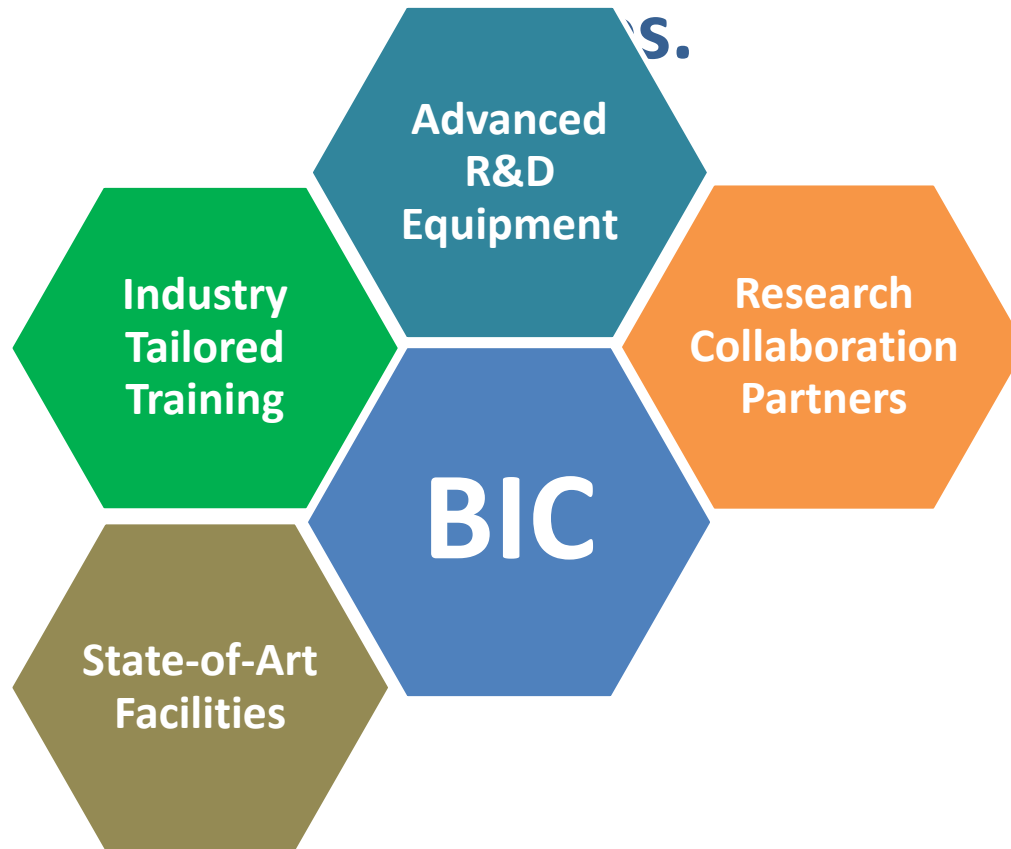 Advanced
R&D
Equipment
Industry
Tailored
Training
Research
Collaboration
Partners
BIC
State-of-Art
Facilities